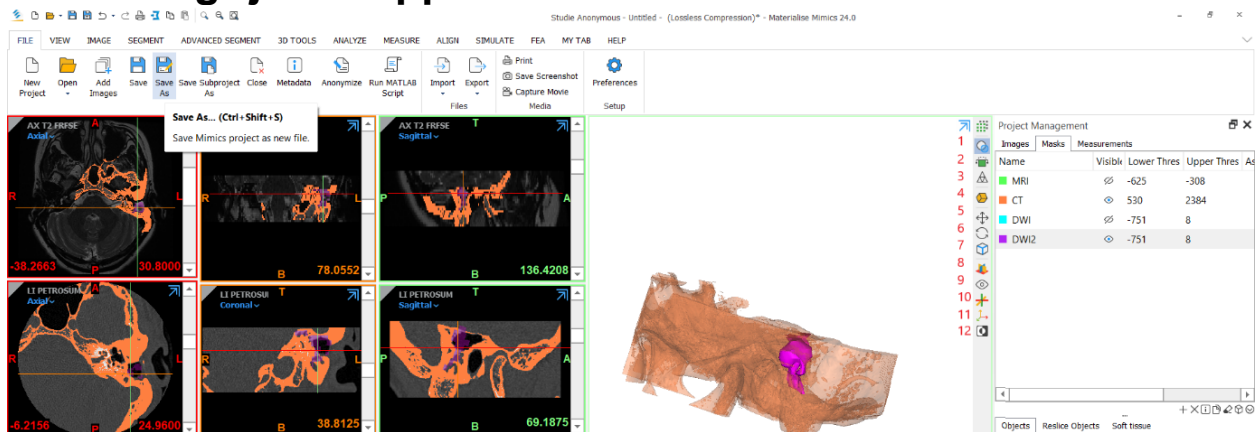 Studie Anonymous - Untitled - (Lossless Compression)* - Materialise Mimics 24.0
FILE VIEW IMAGE SEGMENT ADVANCED SEGMENT 3D TOOLS ANALYZE MEASURE ALIGN SIMULATE FEA MY TAB HELP
New Project
Open
Add Images
Save
Save As
Save Subproject As
Close
Metadata
Anonymize
Run MATLAB Script
Import
Export
Files
Print
Save Screenshot
Capture Movie
Media
Preferences
Setup
Save As... (Ctrl+Shift+S)
Save Mimics project as new file.
AX T2 FRFSE
Axial
A
R
L
P
-38.2663
30.8000
R
B
78.0552
AX T2 FRFSE
Sagittal
T
P
A
B
136.4208
LI PETROSUM
Axial
A
R
L
P
-6.2156
24.9600
LI PETROSU
Coronal
T
R
L
B
38.8125
LI PETROSUM
Sagittal
T
P
A
B
69.1875
1
2
3
4
5
6
7
8
9
10
11
12
Project Management
Images Masks Measurements
Name Visible Lower Thres Upper Thres As
MRI -625 -308
CT 530 2384
DWI -751 8
DWI2 -751 8
Objects Reslice Objects Soft tissue